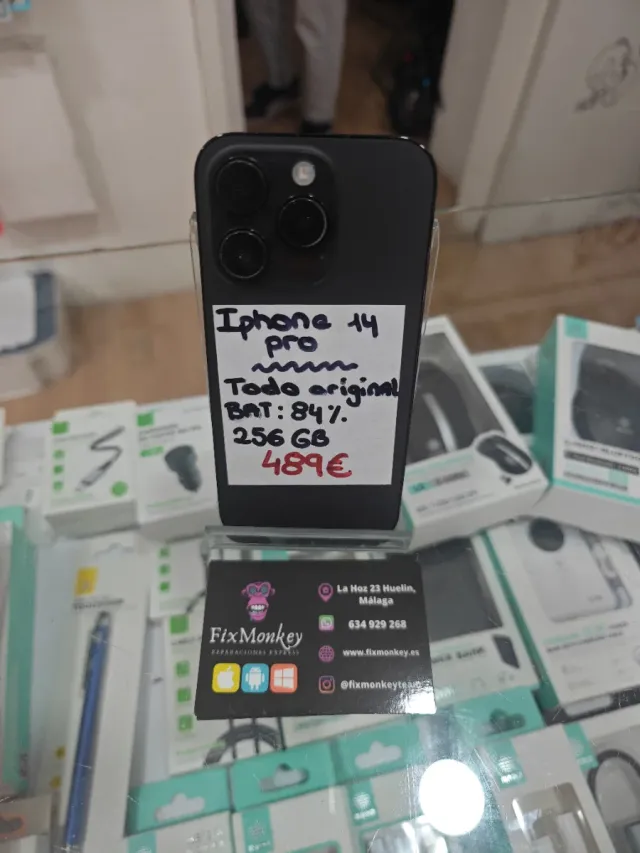 Iphone 14
pro
Todo original
BAT: 84%
256 GB
489€
FixMonkey
REPARACIONES EXPRESS
La Hoz 23 Huelin,
Málaga
634 929 268
www.fixmonkey.es
@fixmonkeyteam